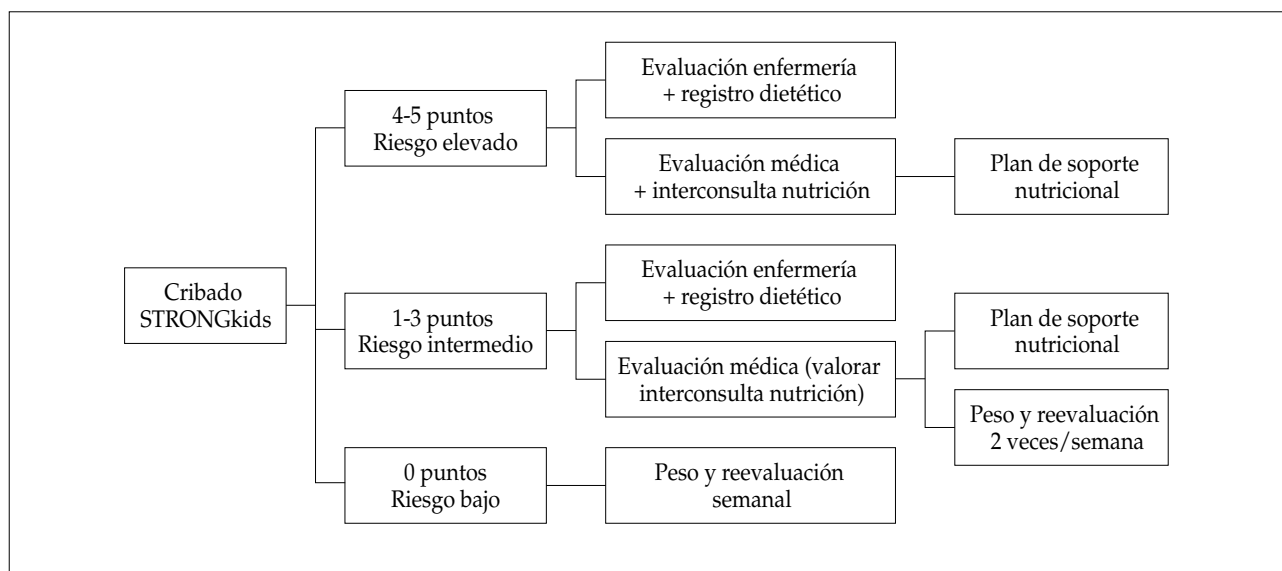 Cribado
STRONGkids
4-5 puntos
Riesgo elevado
Evaluación enfermería
+ registro dietético
Evaluación médica
+ interconsulta nutrición
Plan de soporte
nutricional
1-3 puntos
Riesgo intermedio
Evaluación enfermería
+ registro dietético
Evaluación médica (valorar
interconsulta nutrición)
Plan de soporte
nutricional
Peso y reevaluación
2 veces/semana
0 puntos
Riesgo bajo
Peso y reevaluación
semanal